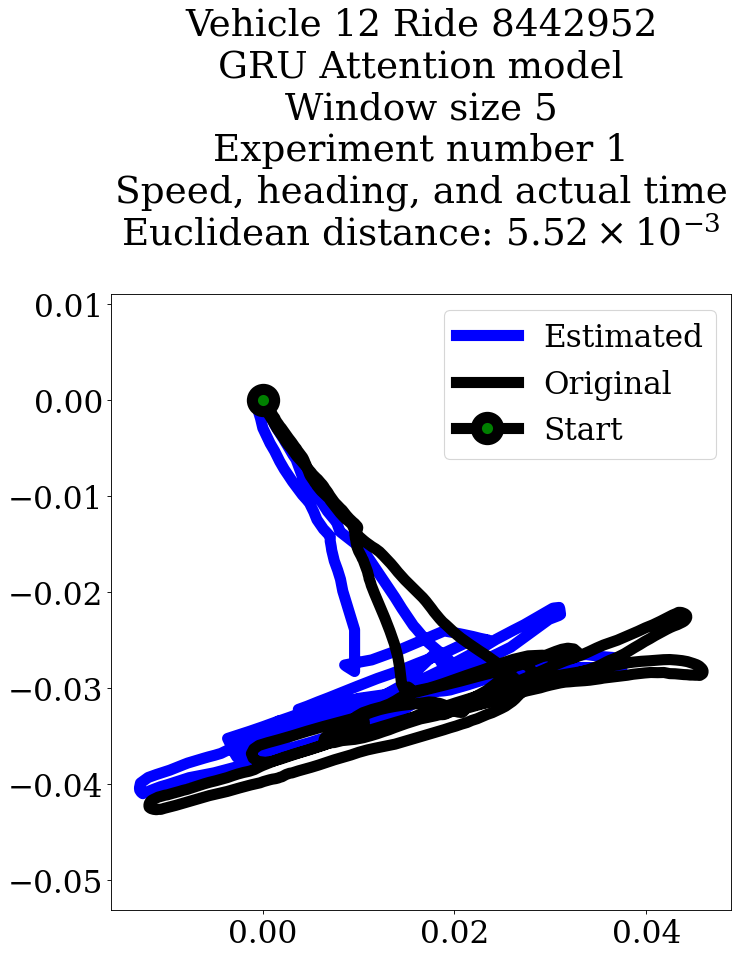 Vehicle 12 Ride 8442952
GRU Attention model
Window size 5
Experiment number 1
Speed, heading, and actual time
Euclidean distance: 5.52 × 10⁻³
0.01
0.00
−0.01
−0.02
−0.03
−0.04
−0.05
Estimated
Original
Start
0.00
0.02
0.04